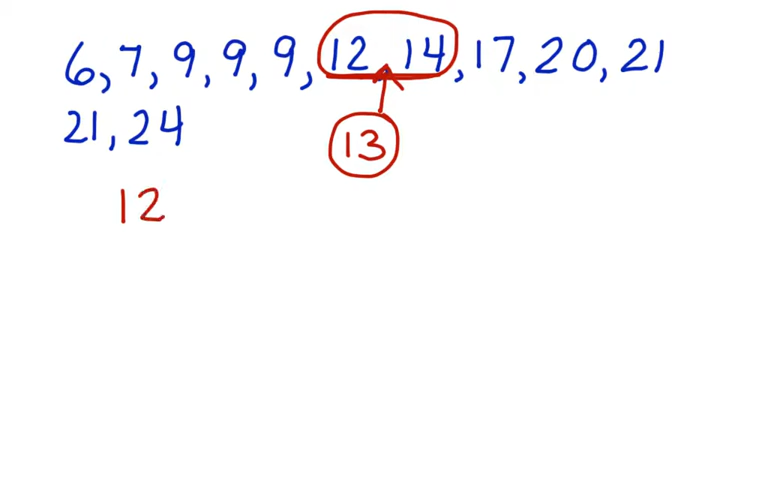 6, 7, 9, 9, 9, 12, 14, 17, 20, 21
21, 24
13
12